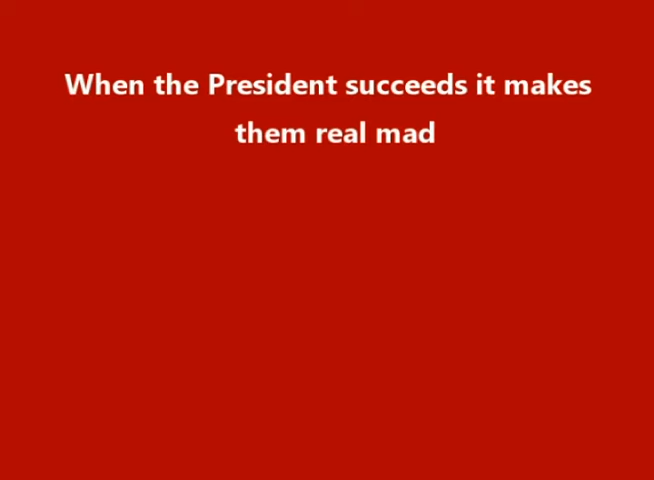 When the President succeeds it makes
them real mad